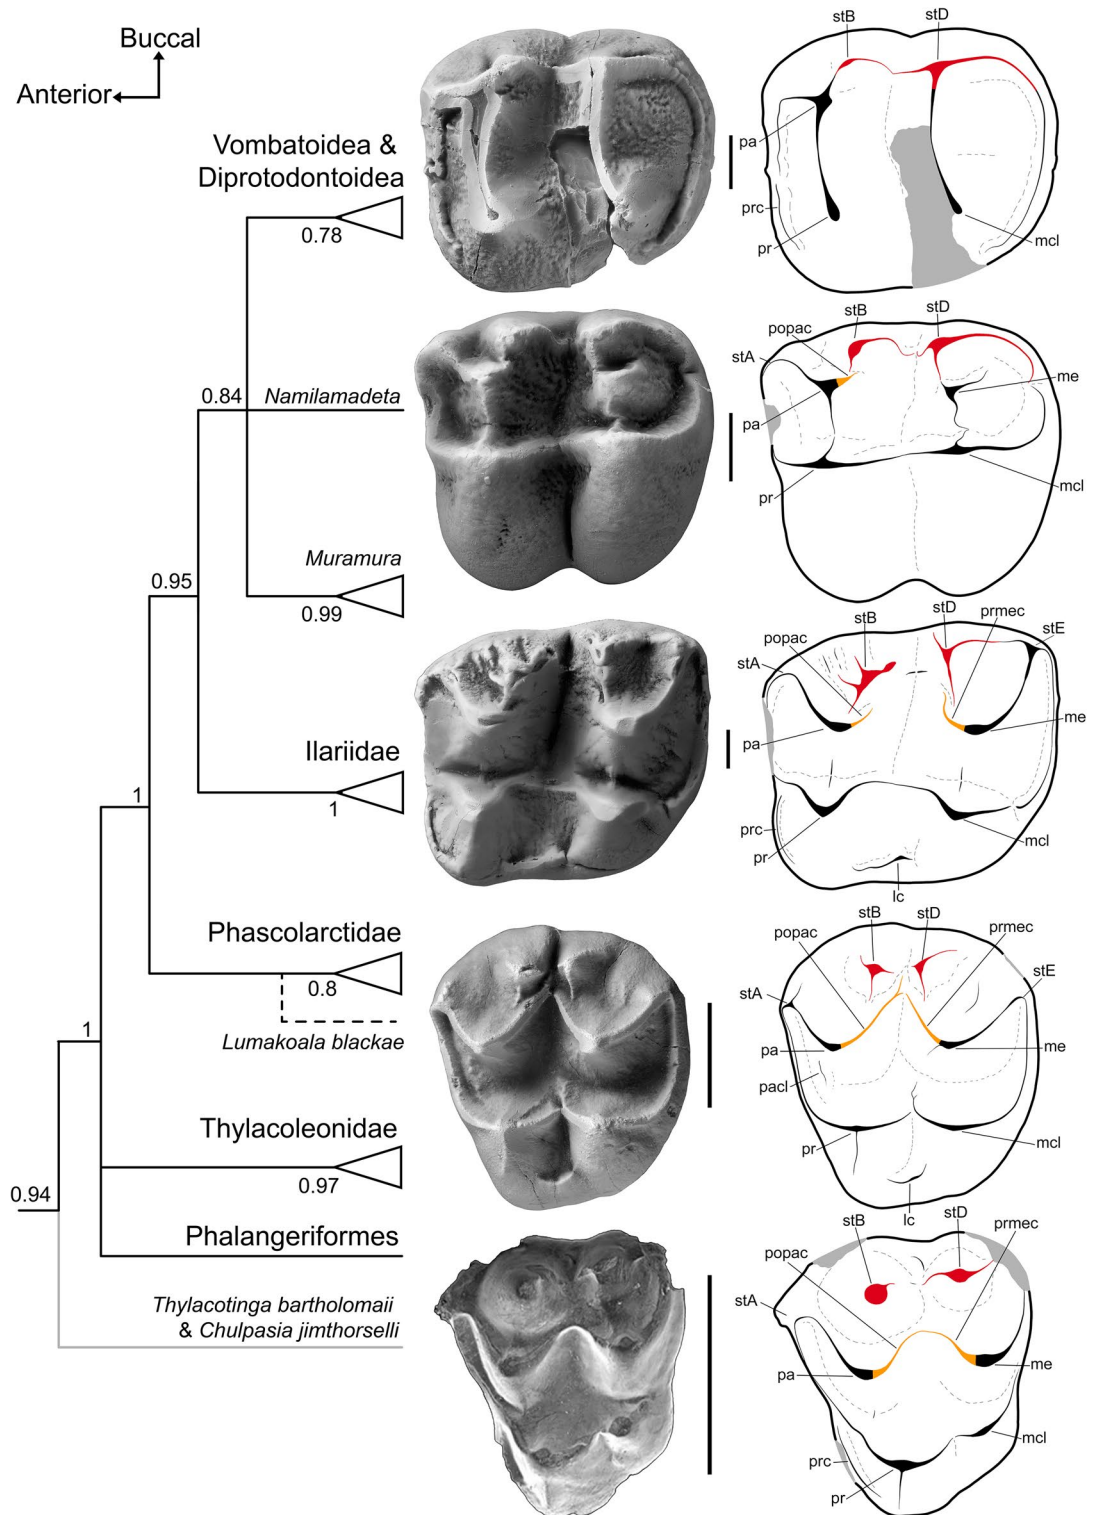 Buccal
Anterior
Vombatoidea &
Diprotodontoidea
0.78
stB
stD
pa
prc
pr
mcl
0.84
Namilamadeta
stB
stD
popac
stA
me
pa
pr
mcl
Muramura
0.99
0.95
stB
stD
prmec
popac
stE
stA
pa
me
prc
pr
mcl
lc
Ilariidae
1
1
Phascolarctidae
0.8
Lumakoala blackae
stB
stD
popac
prmec
stA
stE
pa
me
pacl
pr
mcl
lc
1
Thylacoleonidae
0.97
0.94
Phalangeriformes
Thylacotinga bartholomaii
& Chulpasia jimthorselli
stB
stD
prmec
popac
stA
pa
me
mcl
prc
pr